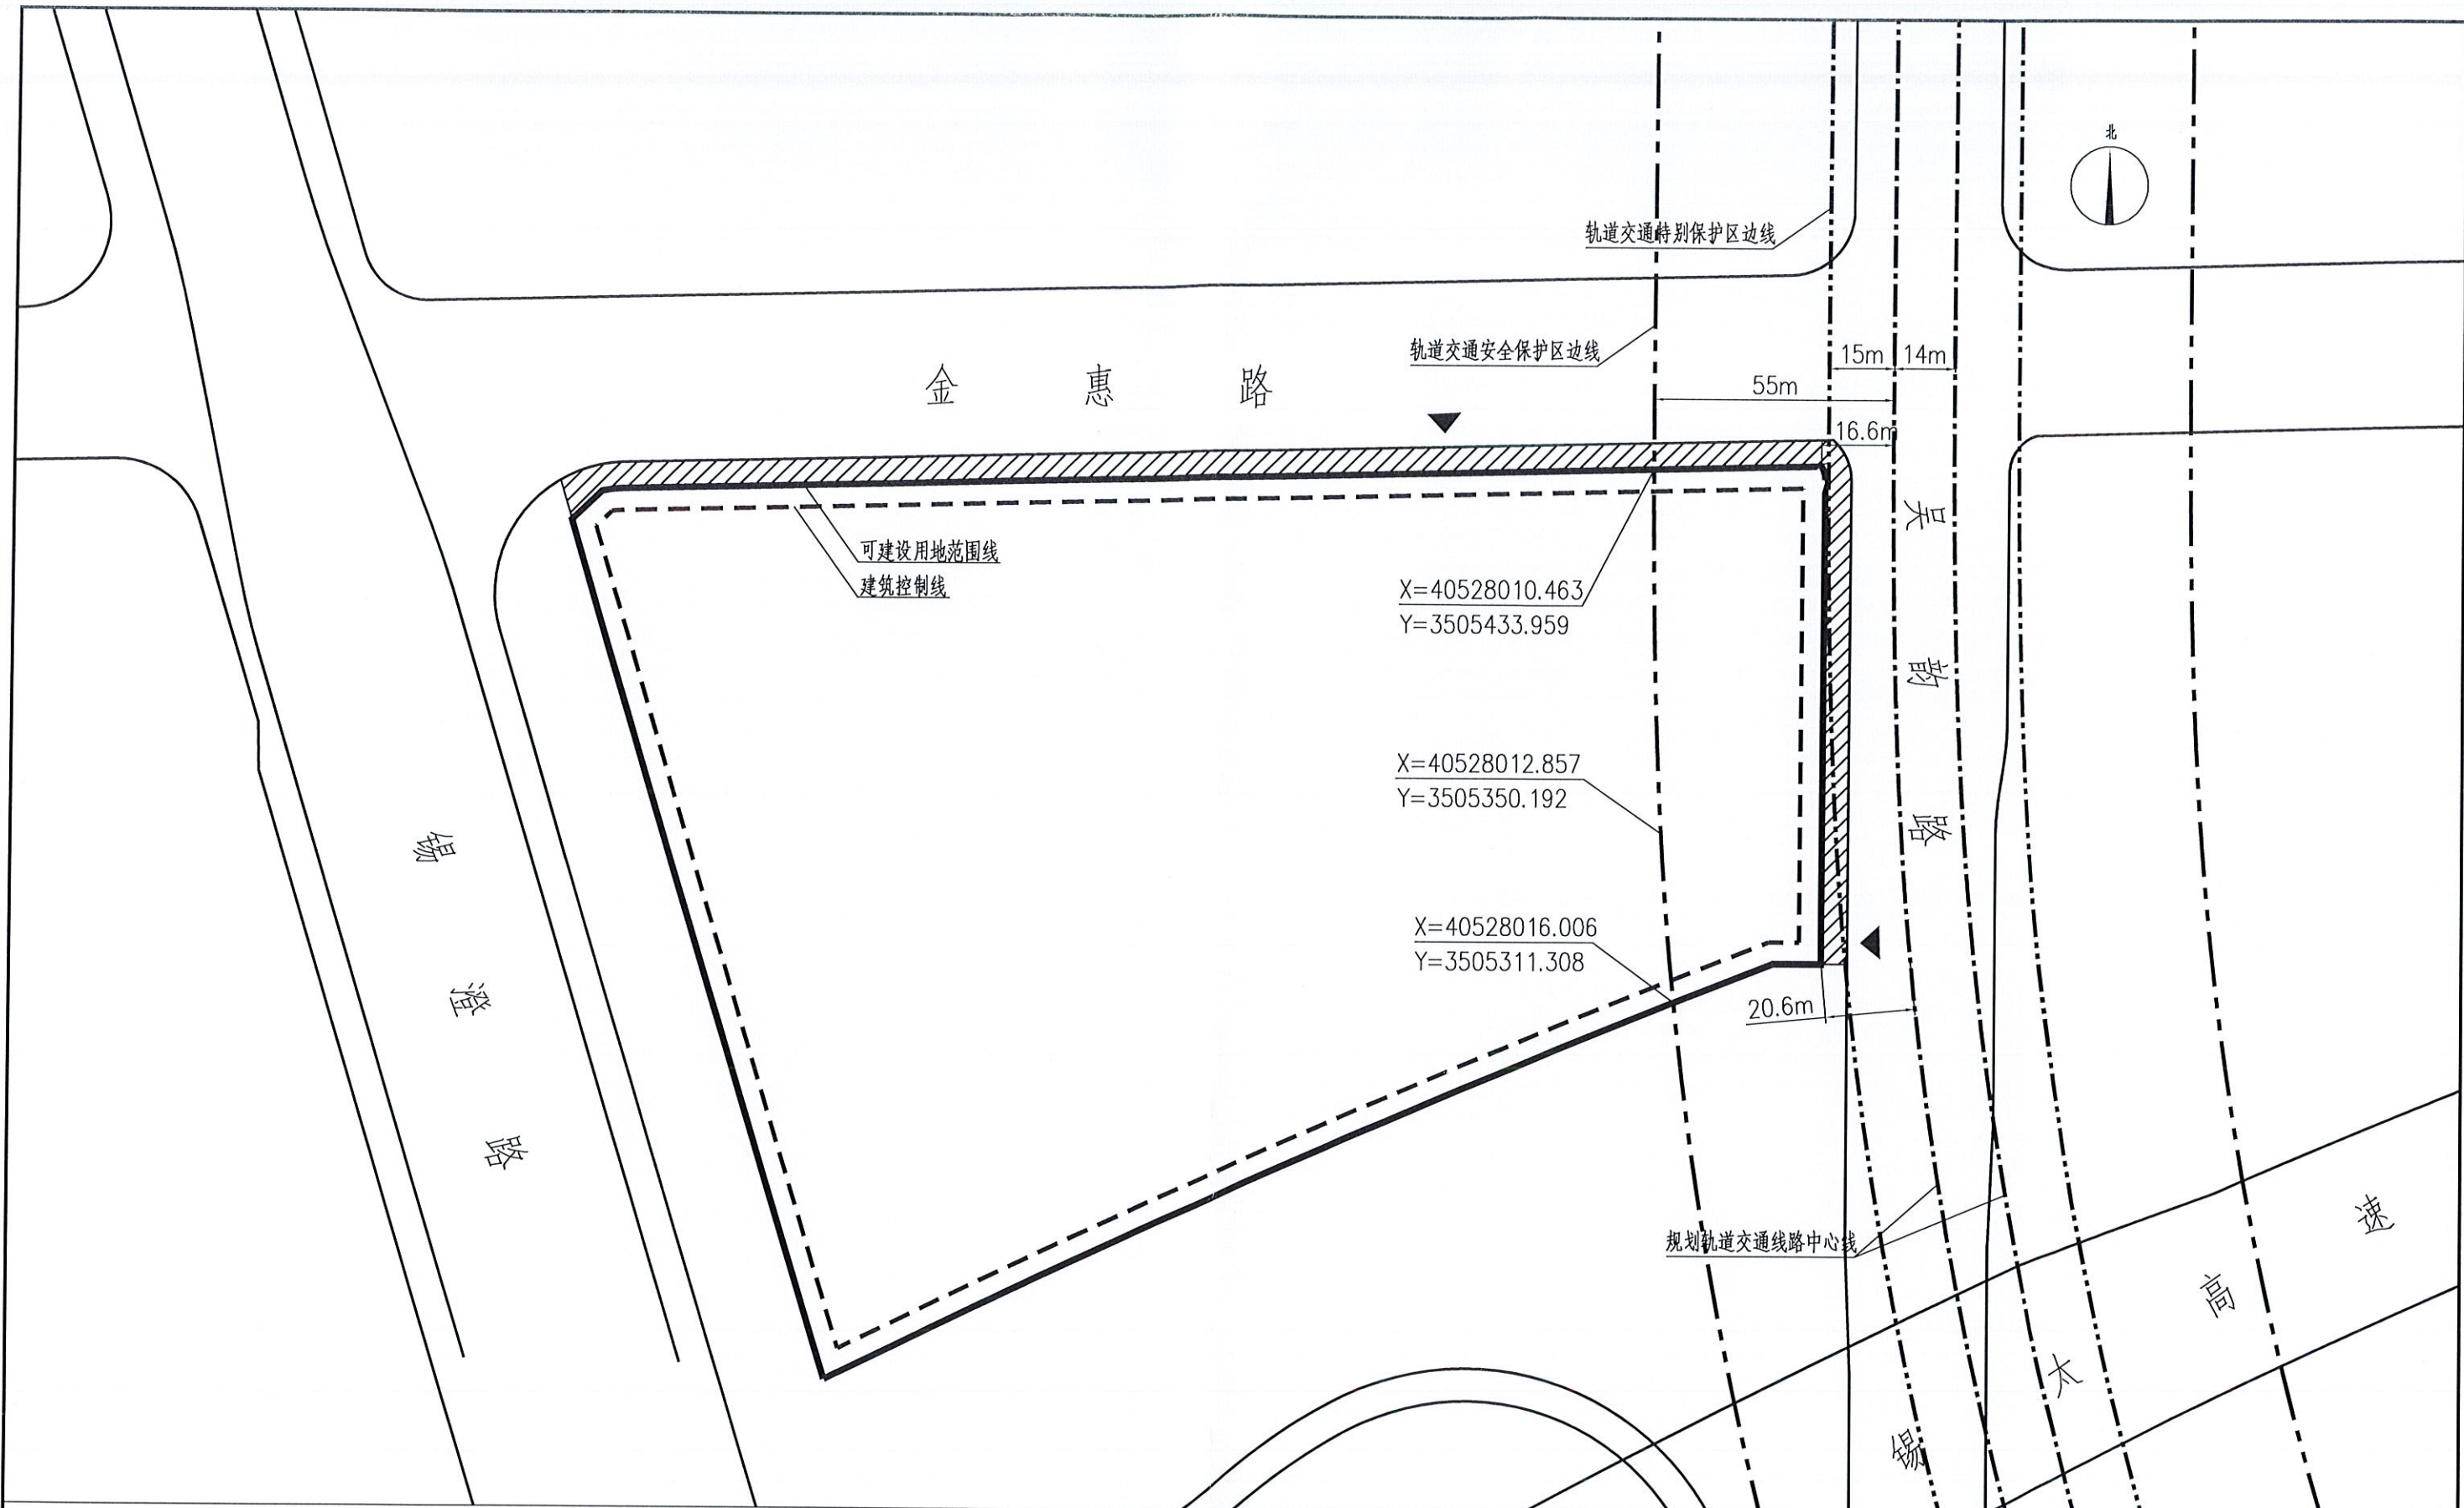 北
轨道交通特别保护区边线
轨道交通安全保护区边线
15m
14m
55m
16.6m
金惠路
可建设用地范围线
建筑控制线
X=40528010.463
Y=3505433.959
吴韵路
X=40528012.857
Y=3505350.192
X=40528016.006
Y=3505311.308
20.6m
锡澄路
规划轨道交通线路中心线
锡太高速